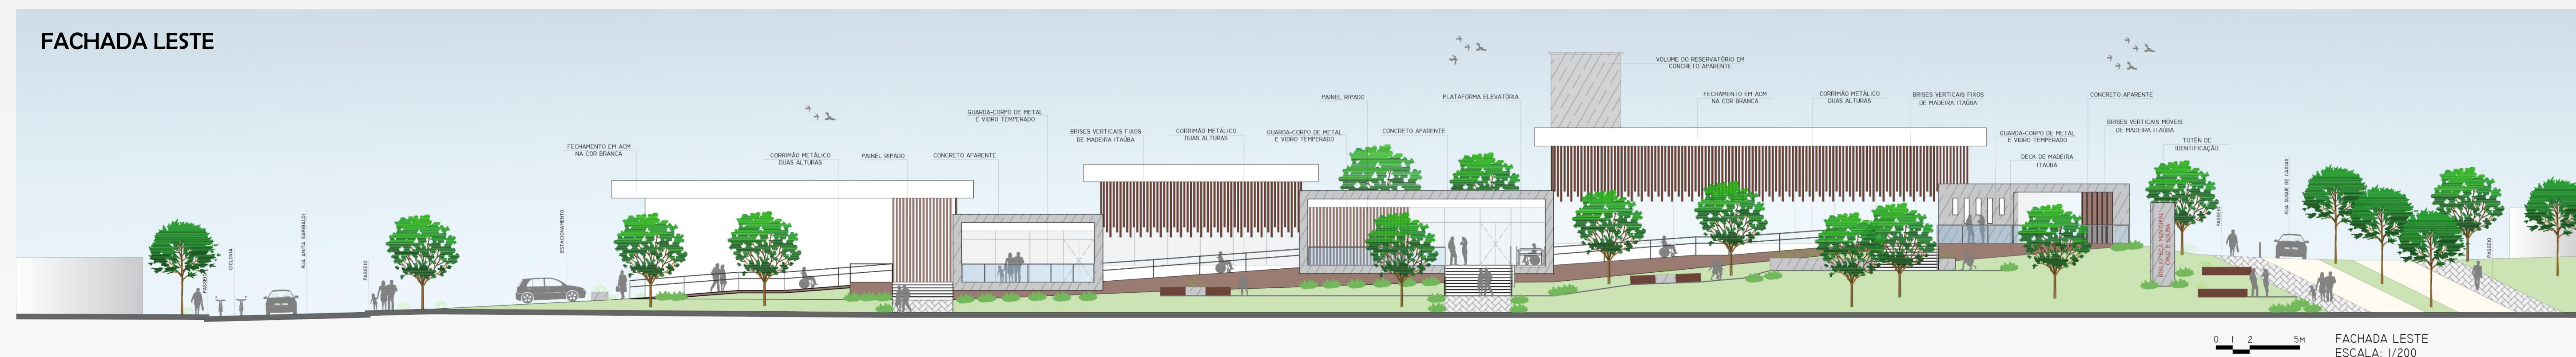 FACHADA LESTE
PASSEIO
CICLOVIA
RUA ANITA GARIBALDI
PASSEIO
ESTACIONAMENTO
FECHAMENTO EM ACM
NA COR BRANCA
CORRIMÃO METÁLICO
DUAS ALTURAS
PAINEL RIPADO
CONCRETO APARENTE
GUARDA-CORPO DE METAL
E VIDRO TEMPERADO
BRISES VERTICAIS FIXOS
DE MADEIRA ITAÚBA
CORRIMÃO METÁLICO
DUAS ALTURAS
GUARDA-CORPO DE METAL
E VIDRO TEMPERADO
PAINEL RIPADO
CONCRETO APARENTE
PLATAFORMA ELEVATÓRIA
VOLUME DO RESERVATÓRIO EM
CONCRETO APARENTE
FECHAMENTO EM ACM
NA COR BRANCA
CORRIMÃO METÁLICO
DUAS ALTURAS
BRISES VERTICAIS FIXOS
DE MADEIRA ITAÚBA
GUARDA-CORPO DE METAL
E VIDRO TEMPERADO
DECK DE MADEIRA
ITAÚBA
CONCRETO APARENTE
BRISES VERTICAIS MÓVEIS
DE MADEIRA ITAÚBA
TOTÉN DE
IDENTIFICAÇÃO
BIBLIOTECA MUNICIPAL
CRUZ E SOUSA
PASSEIO
RUA DUQUE DE CAXIAS
PASSEIO
0 1 2 5M
FACHADA LESTE
ESCALA: 1/200